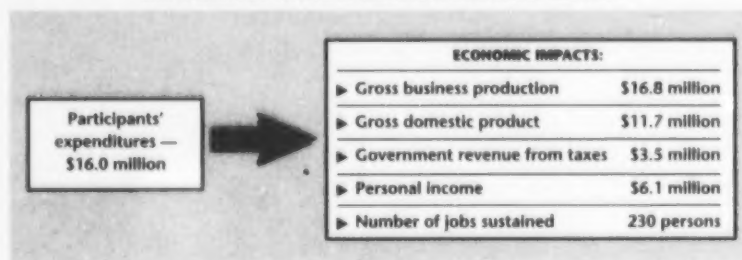 Participants'
expenditures —
$16.0 million
ECONOMIC IMPACTS:
▶ Gross business production $16.8 million
▶ Gross domestic product $11.7 million
▶ Government revenue from taxes $3.5 million
▶ Personal income $6.1 million
▶ Number of jobs sustained 230 persons